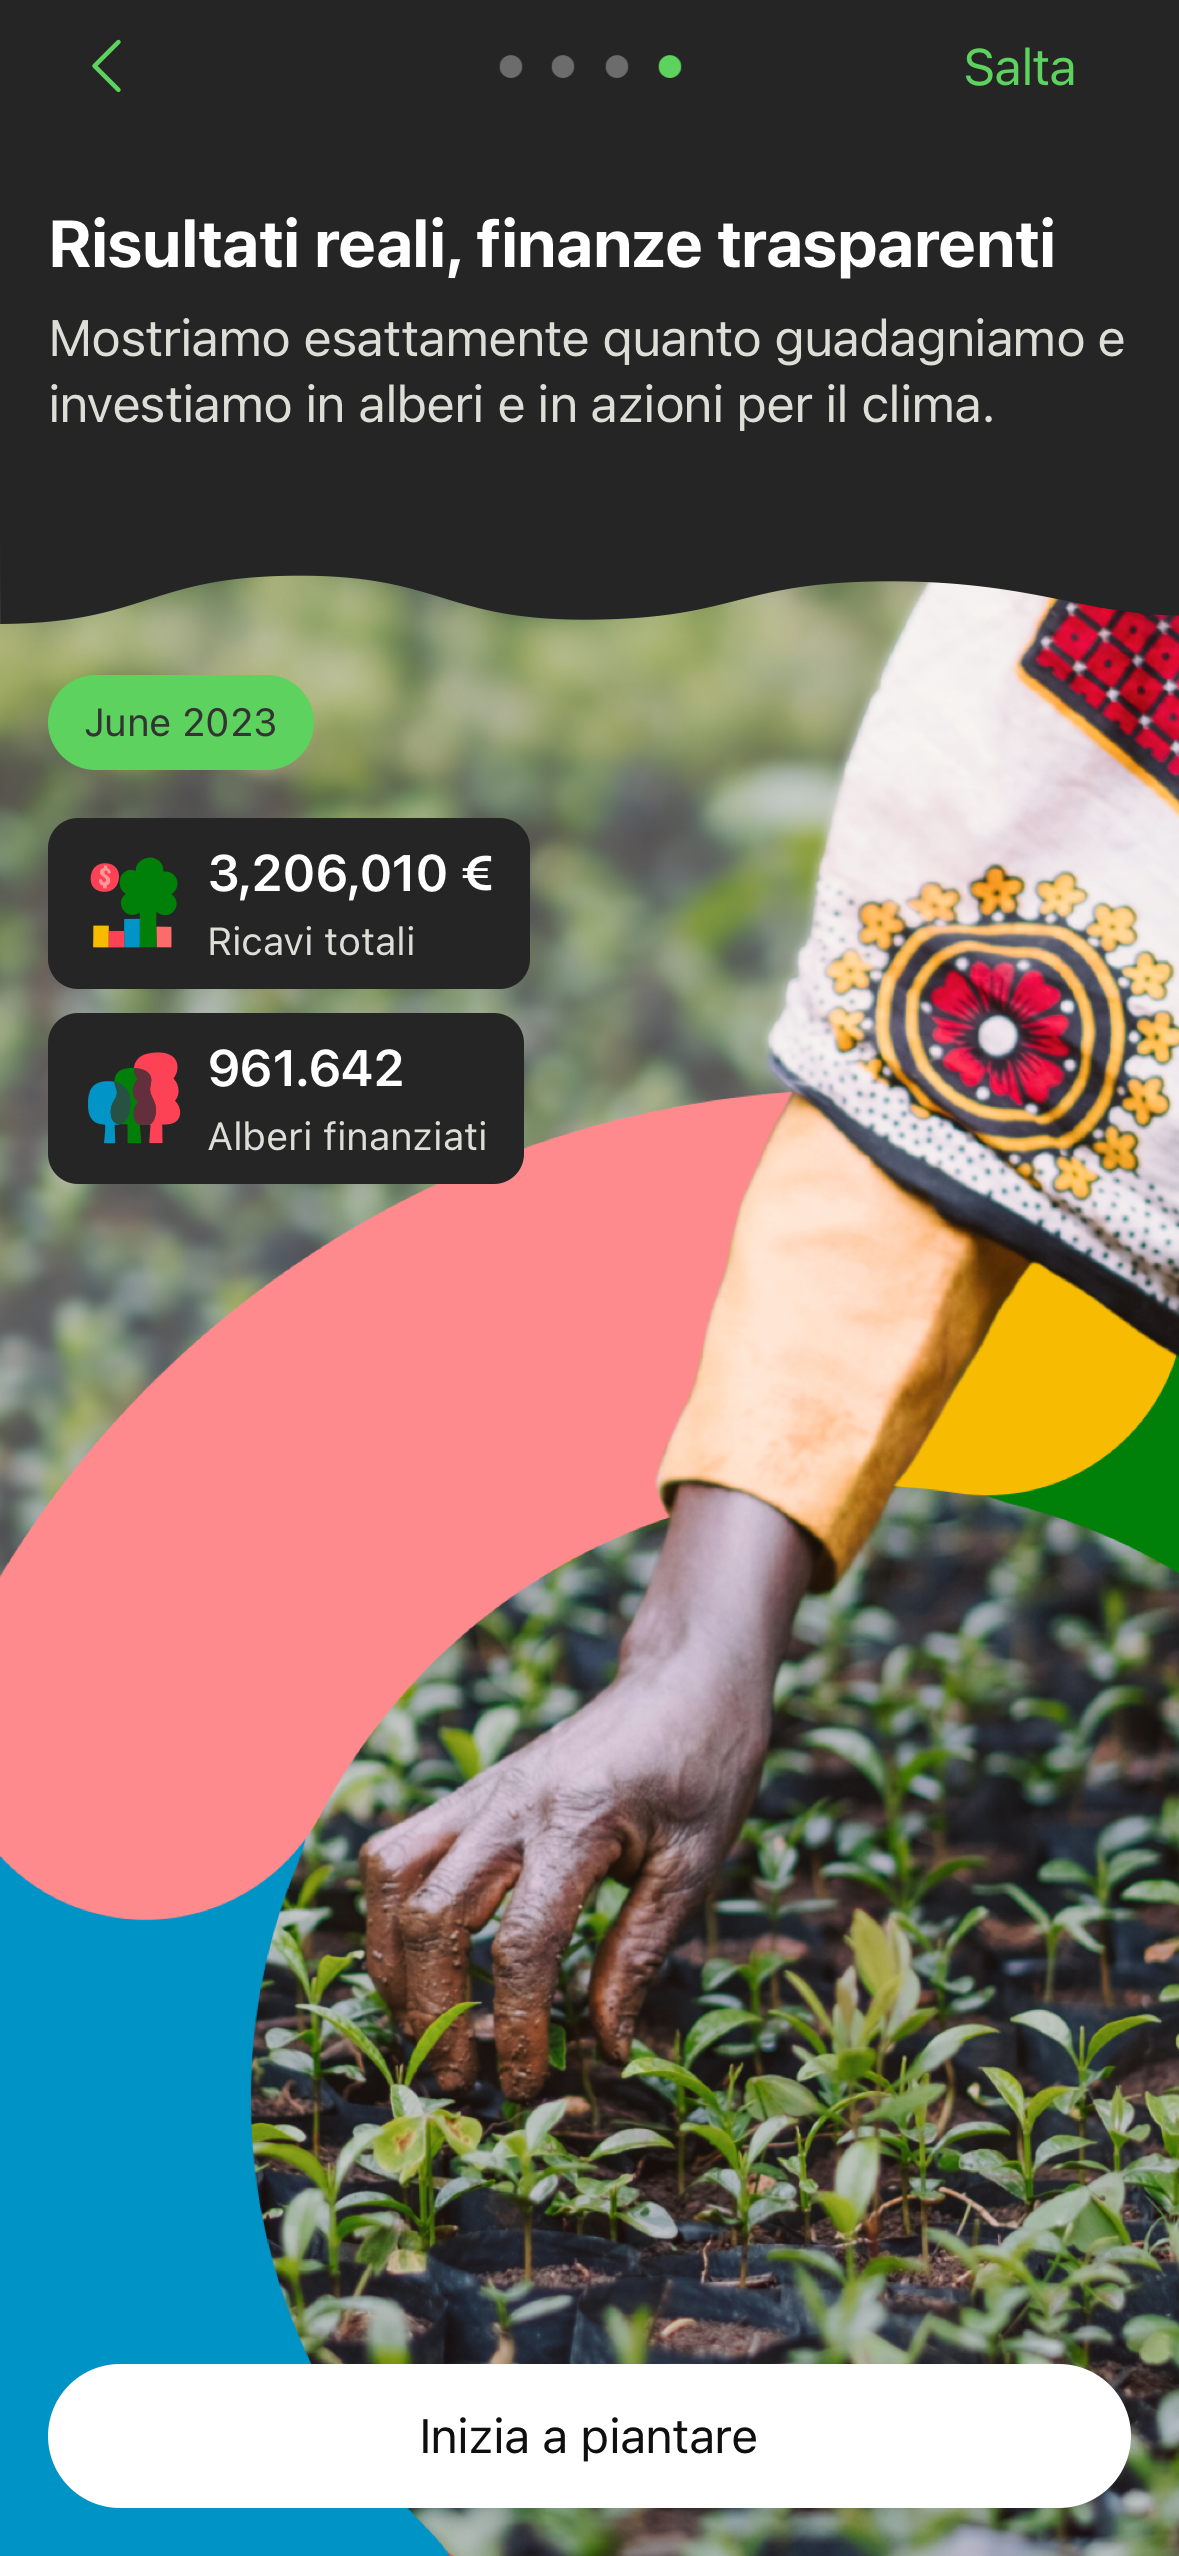 Salta
Risultati reali, finanze trasparenti
Mostriamo esattamente quanto guadagniamo e
investiamo in alberi e in azioni per il clima.
June 2023
3,206,010 €
Ricavi totali
961.642
Alberi finanziati
Inizia a piantare